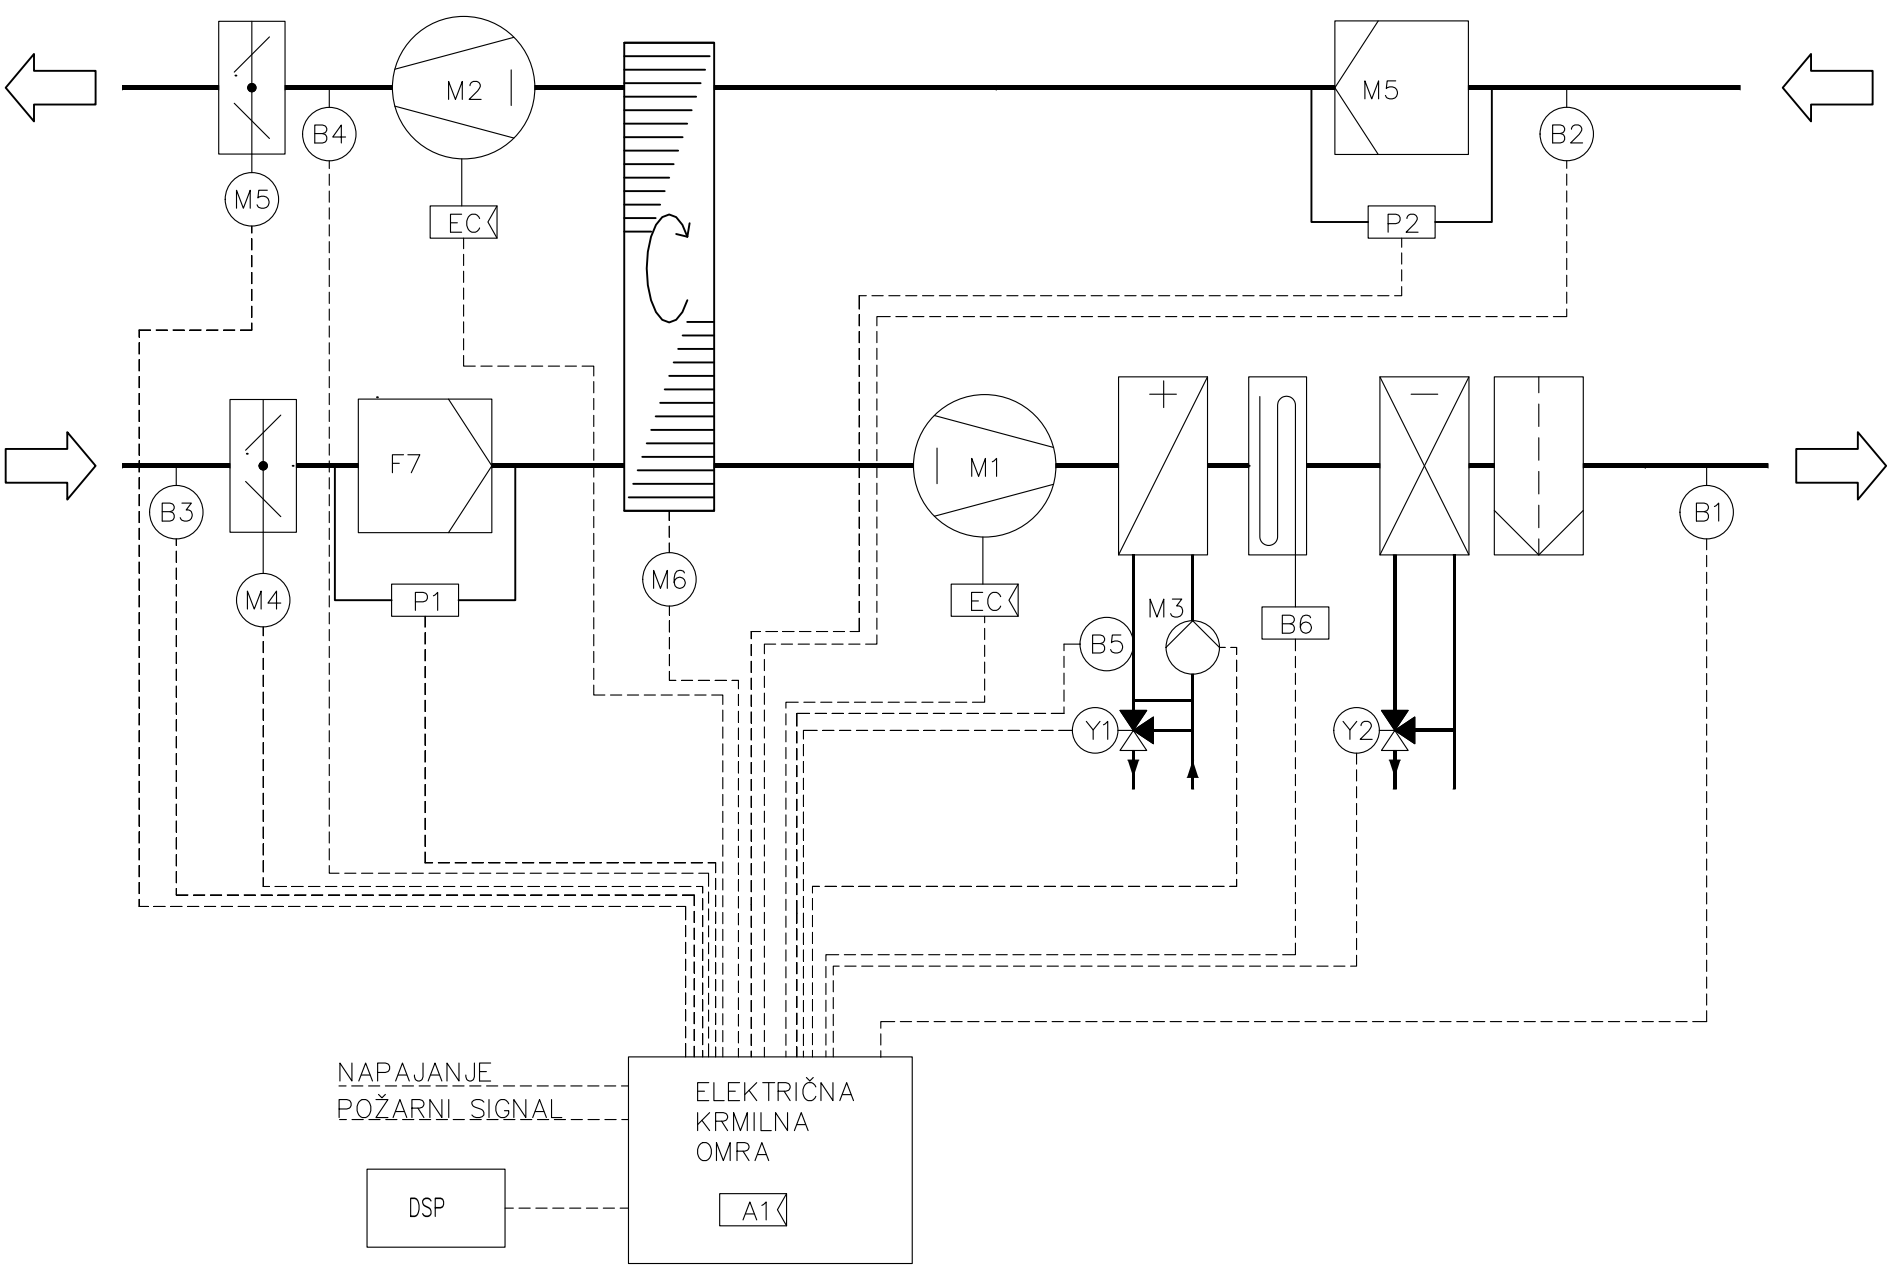 M2
M5
B4
B2
M5
EC
P2
F7
M1
B3
B1
M4
P1
M6
EC
M3
B6
B5
Y1
Y2
NAPAJANJE
POŽARNI SIGNAL
ELEKTRIČNA
KRMILNA
OMRA
DSP
A1